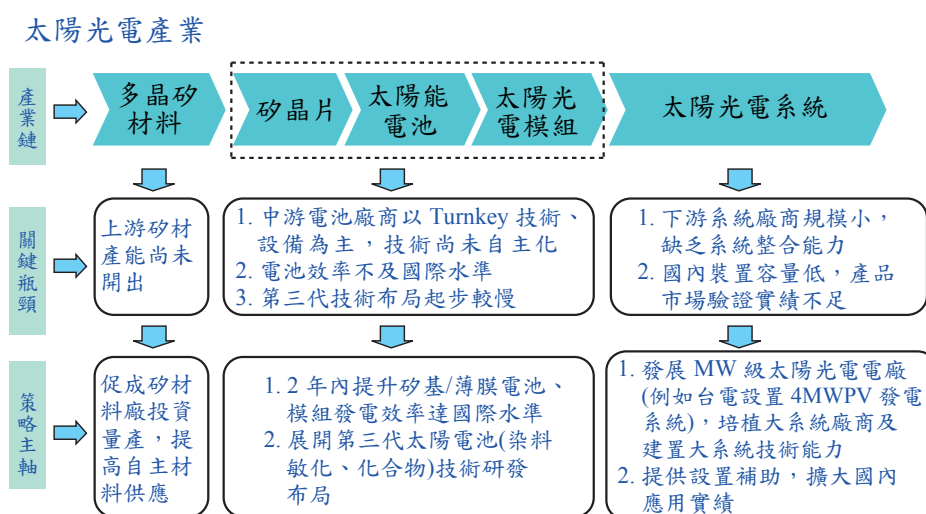 太陽光電產業
產業鏈
多晶矽
材料
矽晶片
太陽能
電池
太陽光
電模組
太陽光電系統
關鍵瓶頸
上游矽材
產能尚未
開出
1. 中游電池廠商以 Turnkey 技術、
設備為主，技術尚未自主化
2. 電池效率不及國際水準
3. 第三代技術布局起步較慢
1. 下游系統廠商規模小，
缺乏系統整合能力
2. 國內裝置容量低，產品
市場驗證實績不足
策略主軸
促成矽材
料廠投資
量產，提
高自主材
料供應
1. 2 年內提升矽基/薄膜電池、
模組發電效率達國際水準
2. 展開第三代太陽電池(染料
敏化、化合物)技術研發
布局
1. 發展 MW 級太陽光電電廠
(例如台電設置 4MWPV 發電
系統)，培植大系統廠商及
建置大系統技術能力
2. 提供設置補助，擴大國內
應用實績